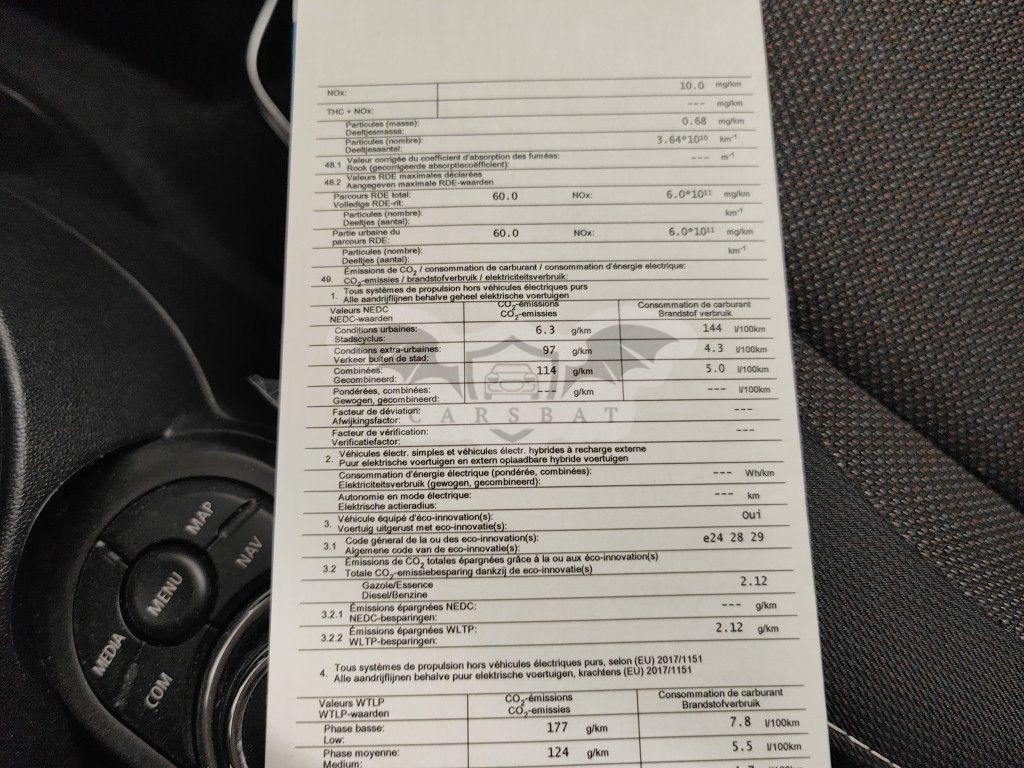 NOx: 10.0 mg/km
THC + NOx: --- mg/km
Particules (masse): 0.68 mg/km
Deeltjesmassa:
Particules (nombre): 3.64*10¹⁰ km⁻¹
Deeltjesaantal:
48.1 Valeur corrigée du coefficient d'absorption des fumées: --- m⁻¹
Rook (gecorrigeerde absorptiecoëfficiënt):
48.2 Valeurs RDE maximales déclarées
Aangegeven maximale RDE-waarden
Parcours RDE total: 60.0 NOx: 6.0*10¹¹ mg/km
Volledige RDE-rit:
Particules (nombre): km⁻¹
Deeltjes (aantal):
Partie urbaine du 60.0 NOx: 6.0*10¹¹ mg/km
parcours RDE:
Particules (nombre): km⁻¹
Deeltjes (aantal):
49. Émissions de CO₂ / consommation de carburant / consommation d'énergie electrique:
CO₂-emissies / brandstofverbruik / elektriciteitsverbruik:
1. Tous systèmes de propulsion hors véhicules électriques purs
Alle aandrijflijnen behalve geheel elektrische voertuigen
Valeurs NEDC CO₂-émissions Consommation de carburant
NEDC-waarden CO₂-emissies Brandstof verbruik
Conditions urbaines: 6.3 g/km 144 l/100km
Stadscyclus:
Conditions extra-urbaines: 97 g/km 4.3 l/100km
Verkeer buiten de stad:
Combinées: 114 g/km 5.0 l/100km
Gecombineerd:
Pondérées, combinées: --- g/km --- l/100km
Gewogen, gecombineerd:
CARSBAT
Facteur de déviation: ---
Afwijkingsfactor:
Facteur de vérification: ---
Verificatiefactor:
2. Véhicules électr. simples et véhicules électr. hybrides à recharge externe
Puur elektrische voertuigen en extern oplaadbare hybride voertuigen
Consommation d'énergie électrique (pondérée, combinées): --- Wh/km
Elektriciteitsverbruik (gewogen, gecombineerd):
Autonomie en mode électrique: --- km
Elektrische actieradius:
3. Véhicule équipé d'éco-innovation(s): Oui
Voertuig uitgerust met eco-innovatie(s):
3.1 Code géneral de la ou des eco-innovation(s): e24 28 29
Algemene code van de eco-innovatie(s):
3.2 Émissions de CO₂ totales épargnées grâce à la ou aux éco-innovation(s)
Totale CO₂-emissiebesparing dankzij de eco-innovatie(s)
Gazole/Essence 2.12
Diesel/Benzine
3.2.1 Émissions épargnées NEDC: --- g/km
NEDC-besparingen:
3.2.2 Émissions épargnées WLTP: 2.12 g/km
WLTP-besparingen:
4. Tous systèmes de propulsion hors véhicules électriques purs, selon (EU) 2017/1151
Alle aandrijflijnen behalve puur elektrische voertuigen, krachtens (EU) 2017/1151
Valeurs WTLP CO₂-émissions Consommation de carburant
WTLP-waarden CO₂-emissies Brandstofverbruik
Phase basse: 177 g/km 7.8 l/100km
Low:
Phase moyenne: 124 g/km 5.5 l/100km
Medium:
MAP
NAV
MENU
MEDIA
COM